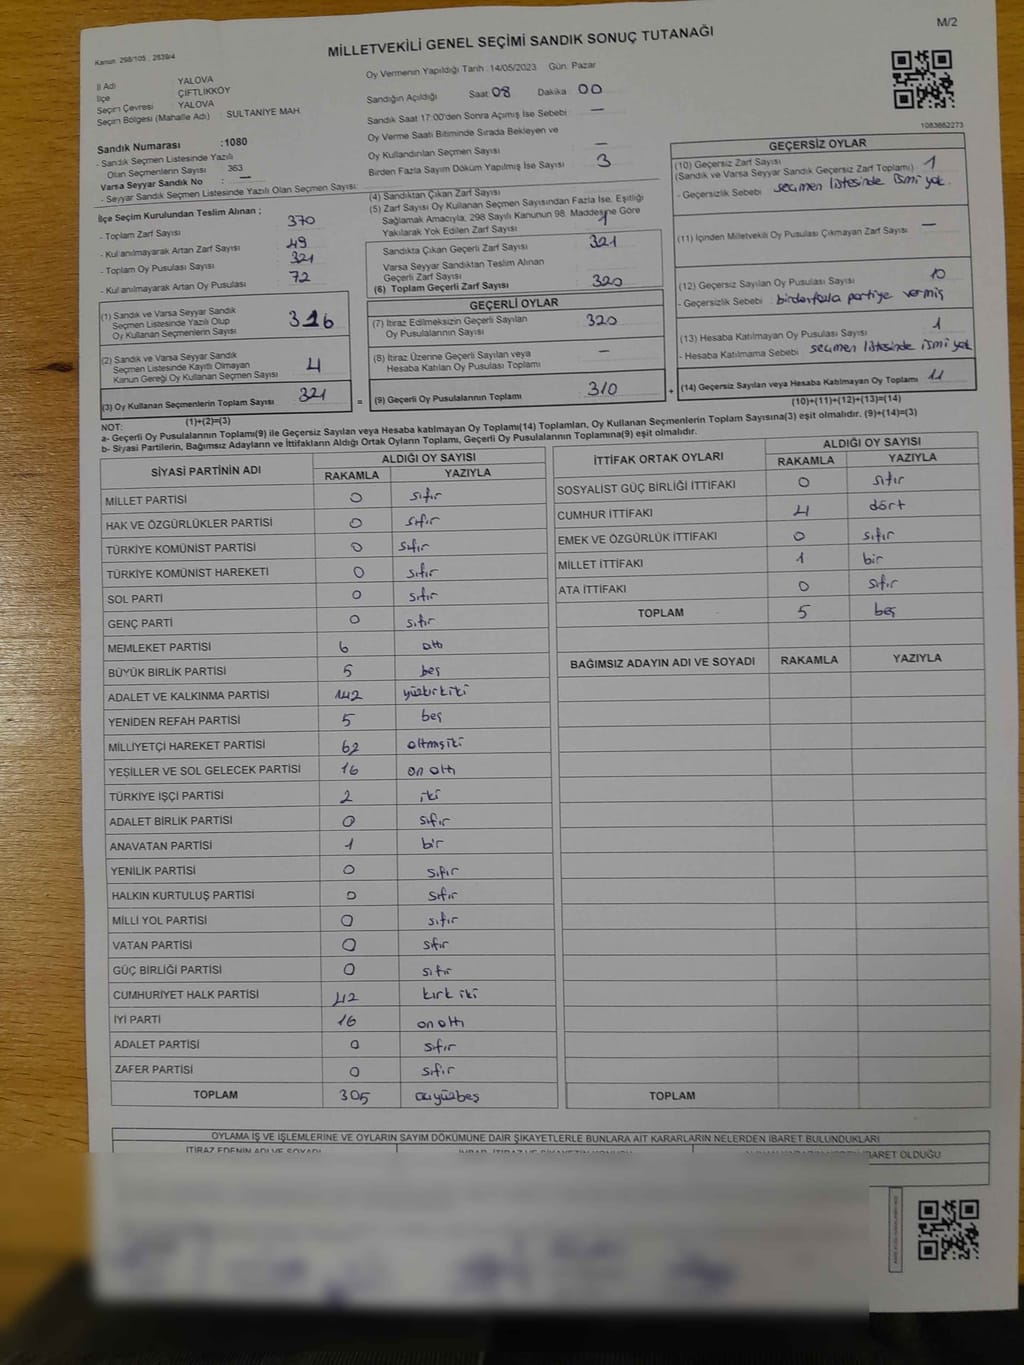 M/2
Kanun 298/105 , 2839/4
MİLLETVEKİLİ GENEL SEÇİMİ SANDIK SONUÇ TUTANAĞI
İl Adı : YALOVA
İlçe : ÇİFTLİKKÖY
Seçim Çevresi : YALOVA
Seçim Bölgesi (Mahalle Adı) : SULTANİYE MAH.
Oy Vermenin Yapıldığı Tarih : 14/05/2023 Gün: Pazar
Sandığın Açıldığı Saat 08 Dakika 00
Sandık Saat 17:00'den Sonra Açımış İse Sebebi : —
Oy Verme Saati Bitiminde Sırada Bekleyen ve
Oy Kullandırılan Seçmen Sayısı —
Birden Fazla Sayım Döküm Yapılmış İse Sayısı 3
1083662273
Sandık Numarası :1080
- Sandık Seçmen Listesinde Yazılı
Olan Seçmenlerin Sayısı : 363
Varsa Seyyar Sandık No : —
- Seyyar Sandık Seçmen Listesinde Yazılı Olan Seçmen Sayısı:
İlçe Seçim Kurulundan Teslim Alınan ;
- Toplam Zarf Sayısı : 370
- Kullanılmayarak Artan Zarf Sayısı : 49
- Toplam Oy Pusulası Sayısı : 321
- Kullanılmayarak Artan Oy Pusulası : 72
(1) Sandık ve Varsa Seyyar Sandık
Seçmen Listesinde Yazılı Olup
Oy Kullanan Seçmenlerin Sayısı 316
(2) Sandık ve Varsa Seyyar Sandık
Seçmen Listesinde Kayıtlı Olmayan
Kanun Gereği Oy Kullanan Seçmen Sayısı 4
(3) Oy Kullanan Seçmenlerin Toplam Sayısı 321
(1)+(2)=(3)
(4) Sandıktan Çıkan Zarf Sayısı
(5) Zarf Sayısı Oy Kullanan Seçmen Sayısından Fazla İse, Eşitliği
Sağlamak Amacıyla, 298 Sayılı Kanunun 98. Maddesine Göre
Yakılarak Yok Edilen Zarf Sayısı : 1
Sandıkta Çıkan Geçerli Zarf Sayısı : 321
Varsa Seyyar Sandıktan Teslim Alınan
Geçerli Zarf Sayısı
(6) Toplam Geçerli Zarf Sayısı : 320
GEÇERLİ OYLAR
(7) İtiraz Edilmeksizin Geçerli Sayılan
Oy Pusulalarının Sayısı : 320
(8) İtiraz Üzerine Geçerli Sayılan veya
Hesaba Katılan Oy Pusulası Toplamı : —
= (9) Geçerli Oy Pusulalarının Toplamı : 310 +
GEÇERSİZ OYLAR
(10) Geçersiz Zarf Sayısı
(Sandık ve Varsa Seyyar Sandık Geçersiz Zarf Toplamı) : 1
- Geçersizlik Sebebi : seçmen listesinde ismi yok.
(11) İçinden Milletvekili Oy Pusulası Çıkmayan Zarf Sayısı : —
(12) Geçersiz Sayılan Oy Pusulası Sayısı : 10
- Geçersizlik Sebebi : birden fazla partiye vermiş
(13) Hesaba Katılmayan Oy Pusulası Sayısı : 1
- Hesaba Katılmama Sebebi : seçmen listesinde ismi yok
(14) Geçersiz Sayılan veya Hesaba Katılmayan Oy Toplamı : 11
(10)+(11)+(12)+(13)=(14)
NOT:
a- Geçerli Oy Pusulalarının Toplamı(9) ile Geçersiz Sayılan veya Hesaba katılmayan Oy Toplamı(14) Toplamları, Oy Kullanan Seçmenlerin Toplam Sayısına(3) eşit olmalıdır. (9)+(14)=(3)
b- Siyasi Partilerin, Bağımsız Adayların ve İttifakların Aldığı Ortak Oyların Toplamı, Geçerli Oy Pusulalarının Toplamına(9) eşit olmalıdır.
SİYASİ PARTİNİN ADI ALDIĞI OY SAYISI
RAKAMLA YAZIYLA
MİLLET PARTİSİ 0 sıfır
HAK VE ÖZGÜRLÜKLER PARTİSİ 0 sıfır
TÜRKİYE KOMÜNİST PARTİSİ 0 sıfır
TÜRKİYE KOMÜNİST HAREKETİ 0 sıfır
SOL PARTİ 0 sıfır
GENÇ PARTİ 0 sıfır
MEMLEKET PARTİSİ 6 altı
BÜYÜK BİRLİK PARTİSİ 5 beş
ADALET VE KALKINMA PARTİSİ 142 yüzkırkiki
YENİDEN REFAH PARTİSİ 5 beş
MİLLİYETÇİ HAREKET PARTİSİ 62 altmışiki
YEŞİLLER VE SOL GELECEK PARTİSİ 16 on altı
TÜRKİYE İŞÇİ PARTİSİ 2 iki
ADALET BİRLİK PARTİSİ 0 sıfır
ANAVATAN PARTİSİ 1 bir
YENİLİK PARTİSİ 0 sıfır
HALKIN KURTULUŞ PARTİSİ 0 sıfır
MİLLİ YOL PARTİSİ 0 sıfır
VATAN PARTİSİ 0 sıfır
GÜÇ BİRLİĞİ PARTİSİ 0 sıfır
CUMHURİYET HALK PARTİSİ 42 kırk iki
İYİ PARTİ 16 on altı
ADALET PARTİSİ 0 sıfır
ZAFER PARTİSİ 0 sıfır
TOPLAM 305 üçyüzbeş
İTTİFAK ORTAK OYLARI ALDIĞI OY SAYISI
RAKAMLA YAZIYLA
SOSYALİST GÜÇ BİRLİĞİ İTTİFAKI 0 sıfır
CUMHUR İTTİFAKI 4 dört
EMEK VE ÖZGÜRLÜK İTTİFAKI 0 sıfır
MİLLET İTTİFAKI 1 bir
ATA İTTİFAKI 0 sıfır
TOPLAM 5 beş
BAĞIMSIZ ADAYIN ADI VE SOYADI RAKAMLA YAZIYLA
TOPLAM
OYLAMA İŞ VE İŞLEMLERİNE VE OYLARIN SAYIM DÖKÜMÜNE DAİR ŞİKAYETLERLE BUNLARA AİT KARARLARIN NELERDEN İBARET BULUNDUKLARI
İTİRAZ EDENİN ADI VE SOYADI
İBARET OLDUĞU